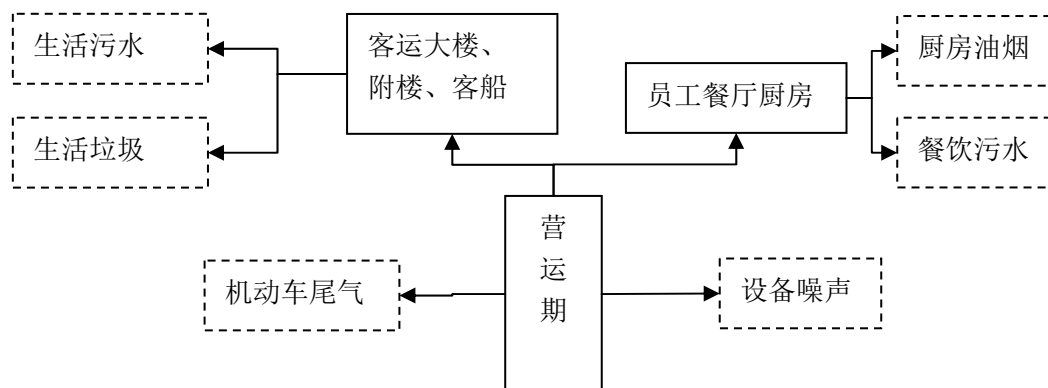 生活污水
客运大楼、
附楼、客船
厨房油烟
员工餐厅厨房
生活垃圾
餐饮污水
营
运
期
机动车尾气
设备噪声